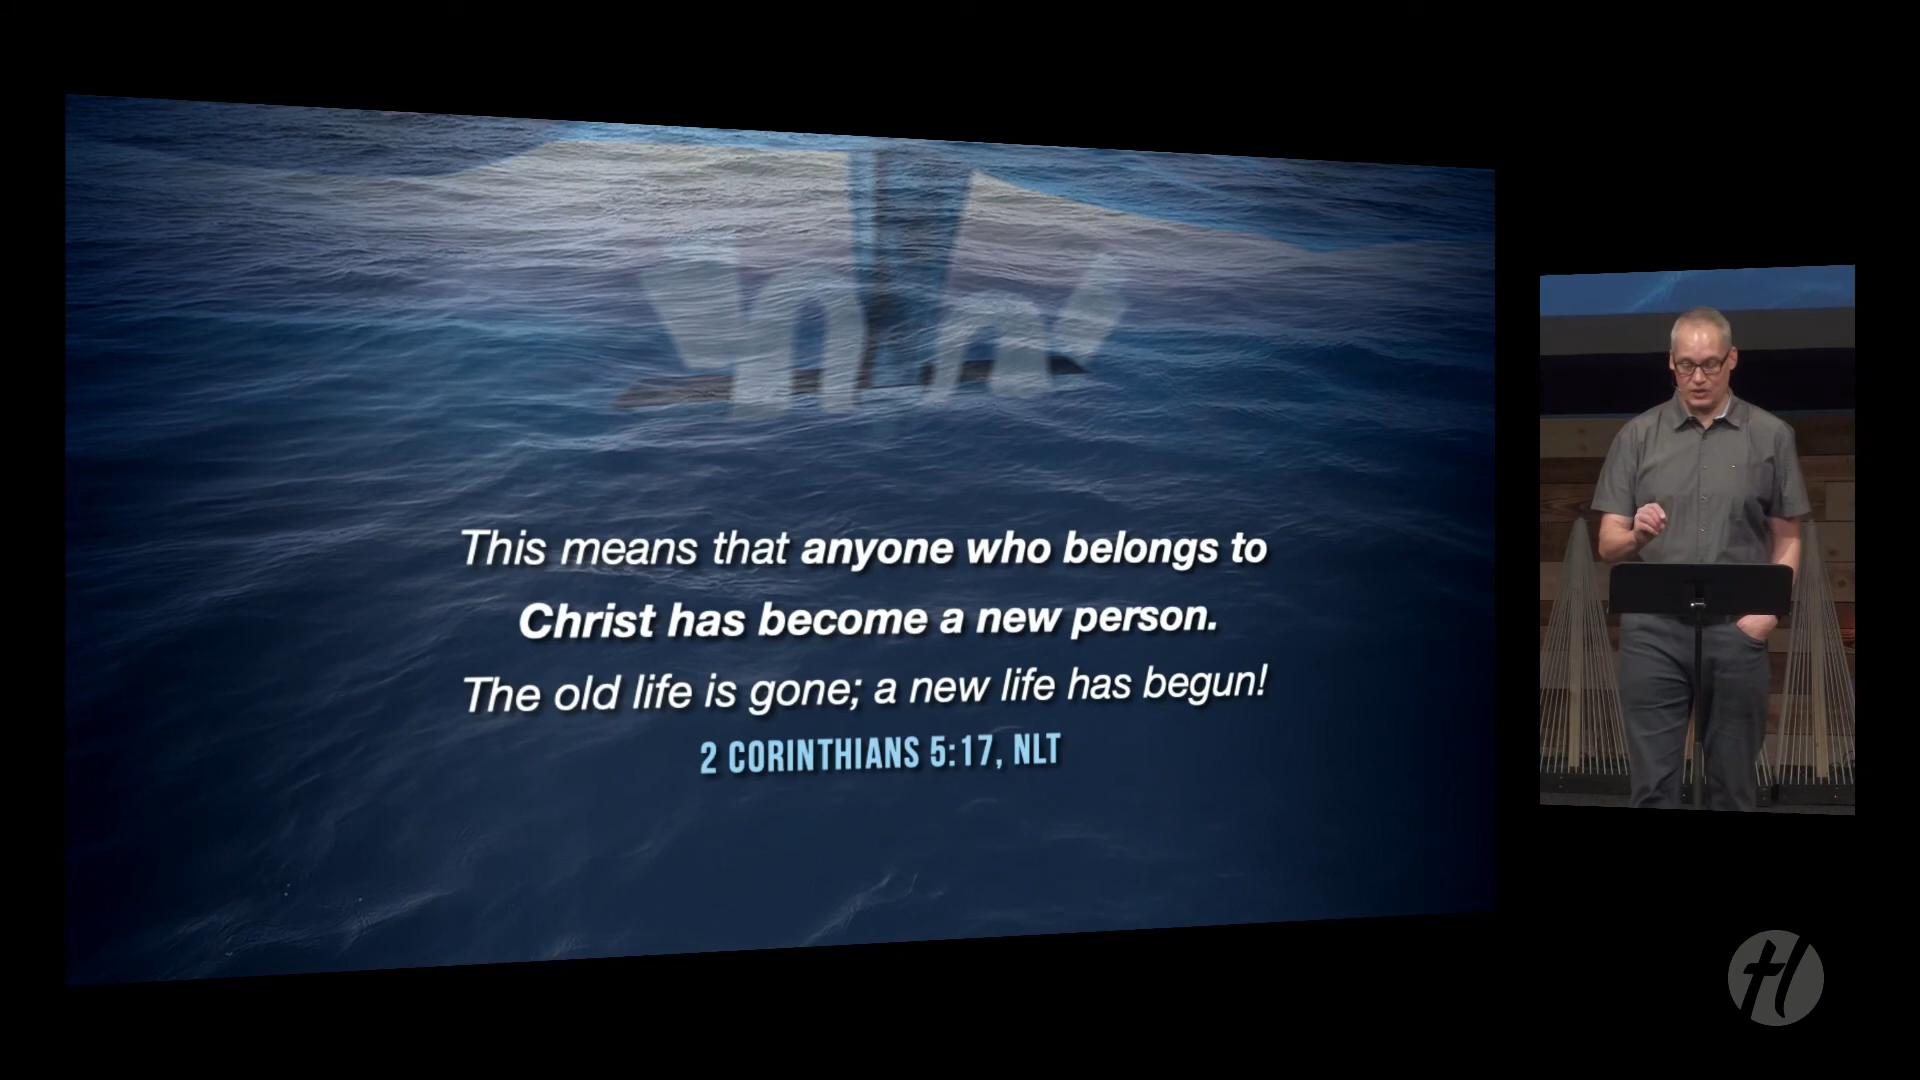 This means that anyone who belongs to
Christ has become a new person.
The old life is gone; a new life has begun!
2 CORINTHIANS 5:17, NLT